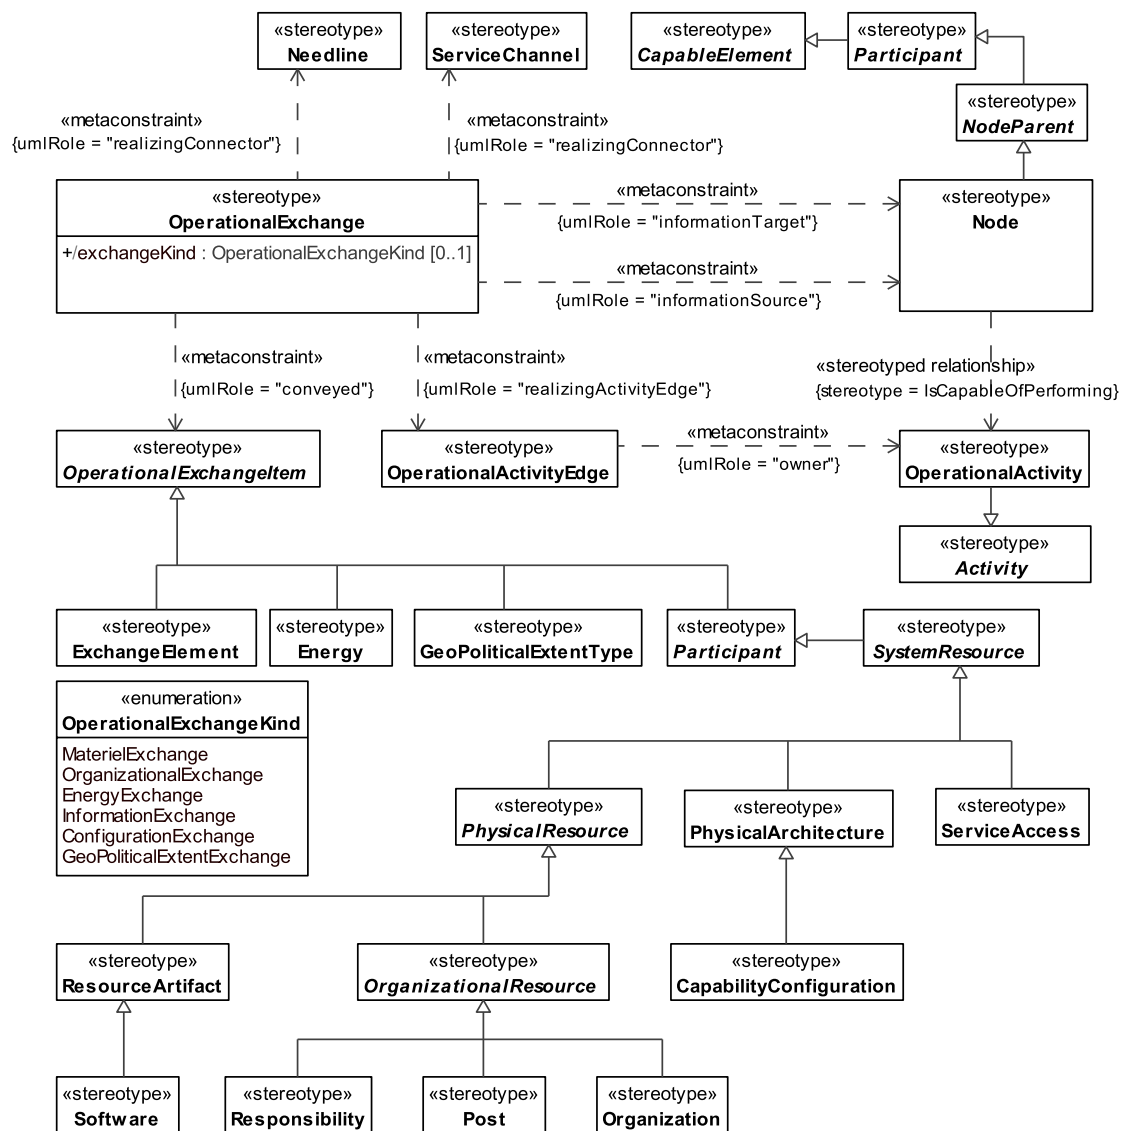 «stereotype»
Needline
«stereotype»
ServiceChannel
«stereotype»
CapableElement
«stereotype»
Participant
«stereotype»
NodeParent
«metaconstraint»
{umlRole = "realizingConnector"}
«metaconstraint»
{umlRole = "realizingConnector"}
«stereotype»
OperationalExchange
+/exchangeKind : OperationalExchangeKind [0..1]
«metaconstraint»
{umlRole = "informationTarget"}
«metaconstraint»
{umlRole = "informationSource"}
«stereotype»
Node
«metaconstraint»
{umlRole = "conveyed"}
«metaconstraint»
{umlRole = "realizingActivityEdge"}
«stereotyped relationship»
{stereotype = IsCapableOfPerforming}
«stereotype»
OperationalExchangeItem
«stereotype»
OperationalActivityEdge
«metaconstraint»
{umlRole = "owner"}
«stereotype»
OperationalActivity
«stereotype»
Activity
«stereotype»
ExchangeElement
«stereotype»
Energy
«stereotype»
GeoPoliticalExtentType
«stereotype»
Participant
«stereotype»
SystemResource
«enumeration»
OperationalExchangeKind
MaterielExchange
OrganizationalExchange
EnergyExchange
InformationExchange
ConfigurationExchange
GeoPoliticalExtentExchange
«stereotype»
PhysicalResource
«stereotype»
PhysicalArchitecture
«stereotype»
ServiceAccess
«stereotype»
ResourceArtifact
«stereotype»
OrganizationalResource
«stereotype»
CapabilityConfiguration
«stereotype»
Software
«stereotype»
Responsibility
«stereotype»
Post
«stereotype»
Organization